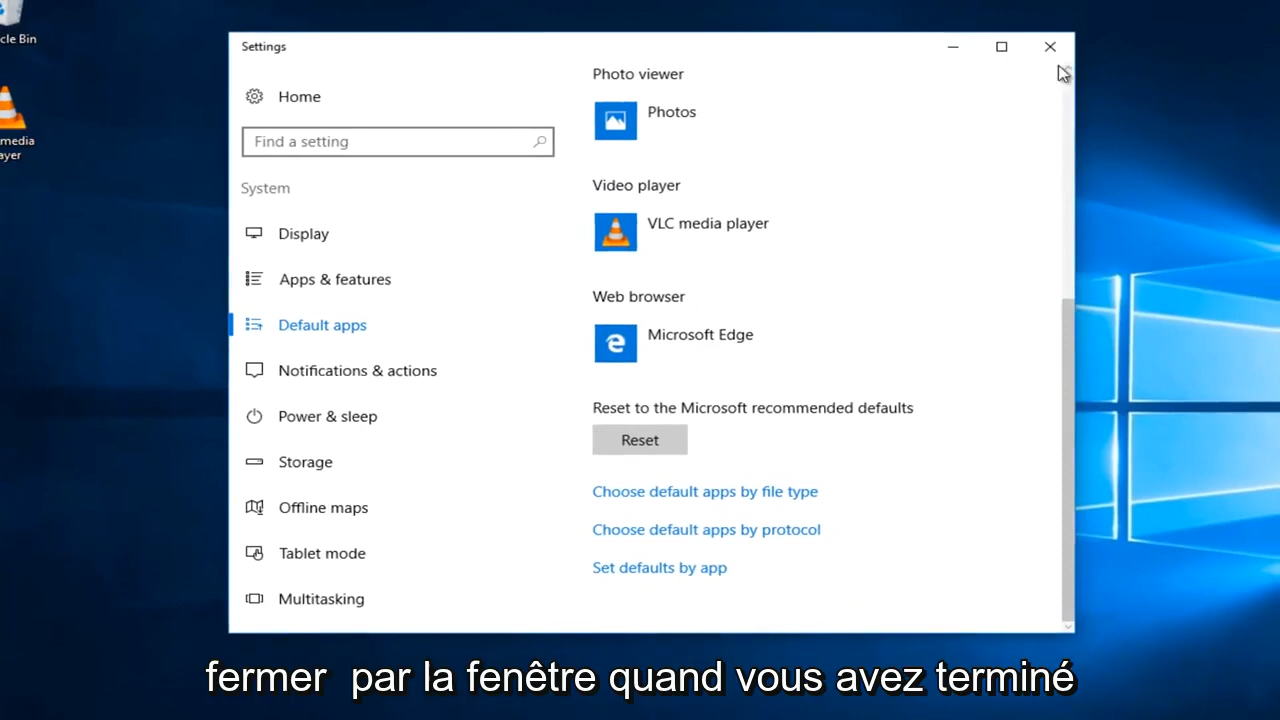 cle Bin
media
ayer
Settings
Home
Find a setting
System
Display
Apps & features
Default apps
Notifications & actions
Power & sleep
Storage
Offline maps
Tablet mode
Multitasking
Photo viewer
Photos
Video player
VLC media player
Web browser
Microsoft Edge
Reset to the Microsoft recommended defaults
Reset
Choose default apps by file type
Choose default apps by protocol
Set defaults by app
fermer par la fenêtre quand vous avez terminé